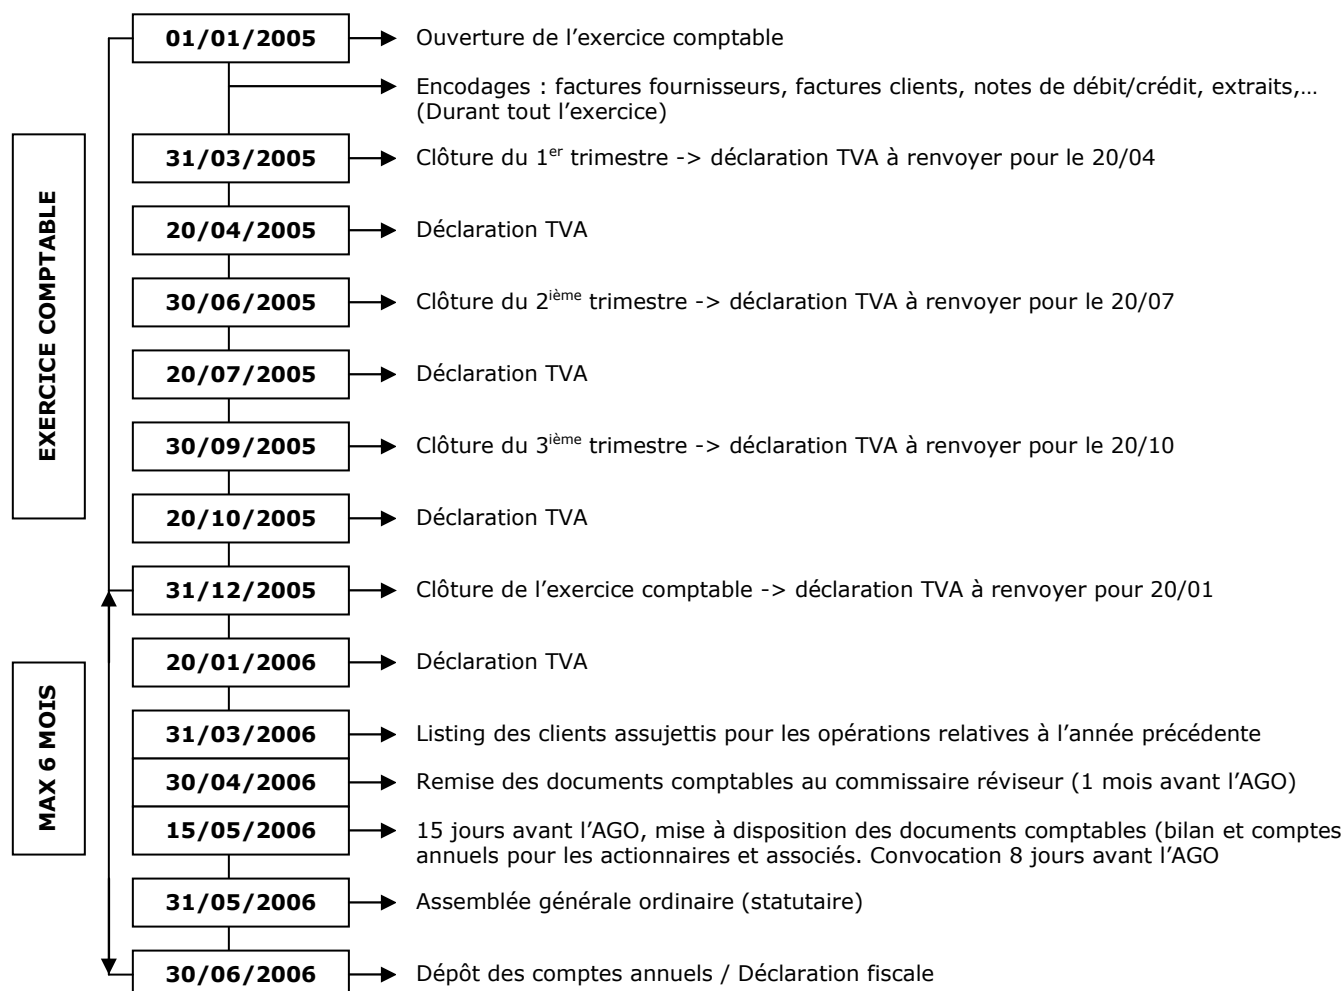 01/01/2005 Ouverture de l’exercice comptable
Encodages : factures fournisseurs, factures clients, notes de débit/crédit, extraits,…
(Durant tout l’exercice)
EXERCICE COMPTABLE
31/03/2005 Clôture du 1er trimestre -> déclaration TVA à renvoyer pour le 20/04
20/04/2005 Déclaration TVA
30/06/2005 Clôture du 2ième trimestre -> déclaration TVA à renvoyer pour le 20/07
20/07/2005 Déclaration TVA
30/09/2005 Clôture du 3ième trimestre -> déclaration TVA à renvoyer pour le 20/10
20/10/2005 Déclaration TVA
31/12/2005 Clôture de l’exercice comptable -> déclaration TVA à renvoyer pour 20/01
MAX 6 MOIS
20/01/2006 Déclaration TVA
31/03/2006 Listing des clients assujettis pour les opérations relatives à l’année précédente
30/04/2006 Remise des documents comptables au commissaire réviseur (1 mois avant l’AGO)
15/05/2006 15 jours avant l’AGO, mise à disposition des documents comptables (bilan et comptes
annuels pour les actionnaires et associés. Convocation 8 jours avant l’AGO
31/05/2006 Assemblée générale ordinaire (statutaire)
30/06/2006 Dépôt des comptes annuels / Déclaration fiscale